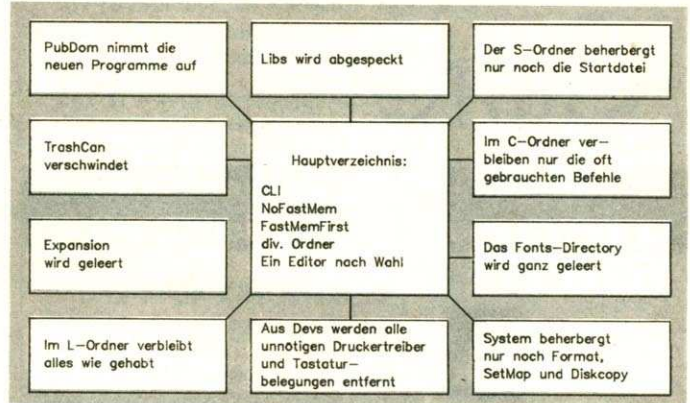 PubDom nimmt die
neuen Programme auf
Libs wird abgespeckt
Der S-Ordner beherbergt
nur noch die Startdatei
TrashCan
verschwindet
Hauptverzeichnis:
CLI
NoFastMem
FastMemFirst
div. Ordner
Ein Editor nach Wahl
Im C-Ordner ver-
bleiben nur die oft
gebrauchten Befehle
Expansion
wird geleert
Das Fonts-Directory
wird ganz geleert
Im L-Ordner verbleibt
alles wie gehabt
Aus Devs werden alle
unnötigen Druckertreiber
und Tastatur-
belegungen entfernt
System beherbergt
nur noch Format,
SetMap und Diskcopy